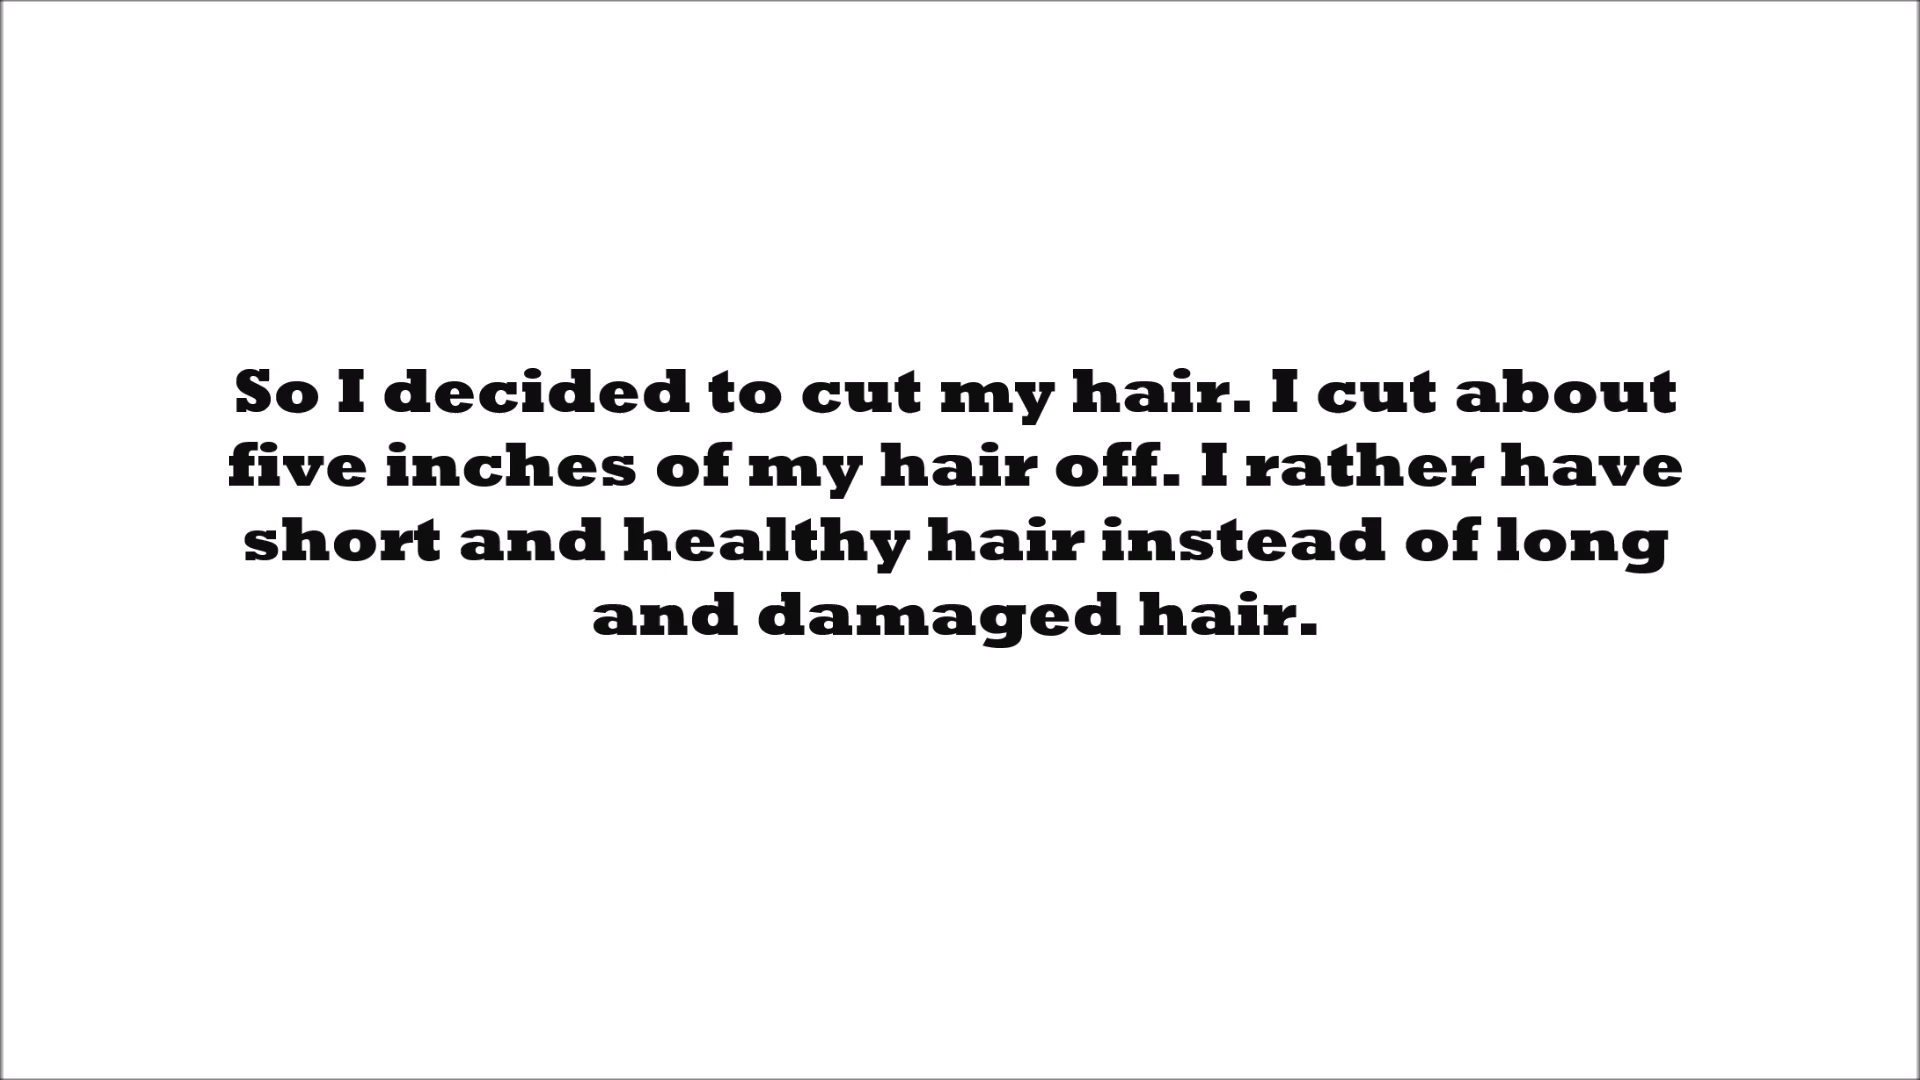 So I decided to cut my hair. I cut about
five inches of my hair off. I rather have
short and healthy hair instead of long
and damaged hair.